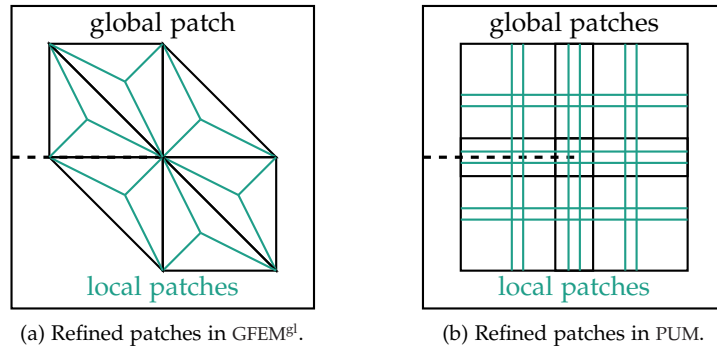 global patch
local patches
(a) Refined patches in GFEMᵍˡ.
global patches
local patches
(b) Refined patches in PUM.